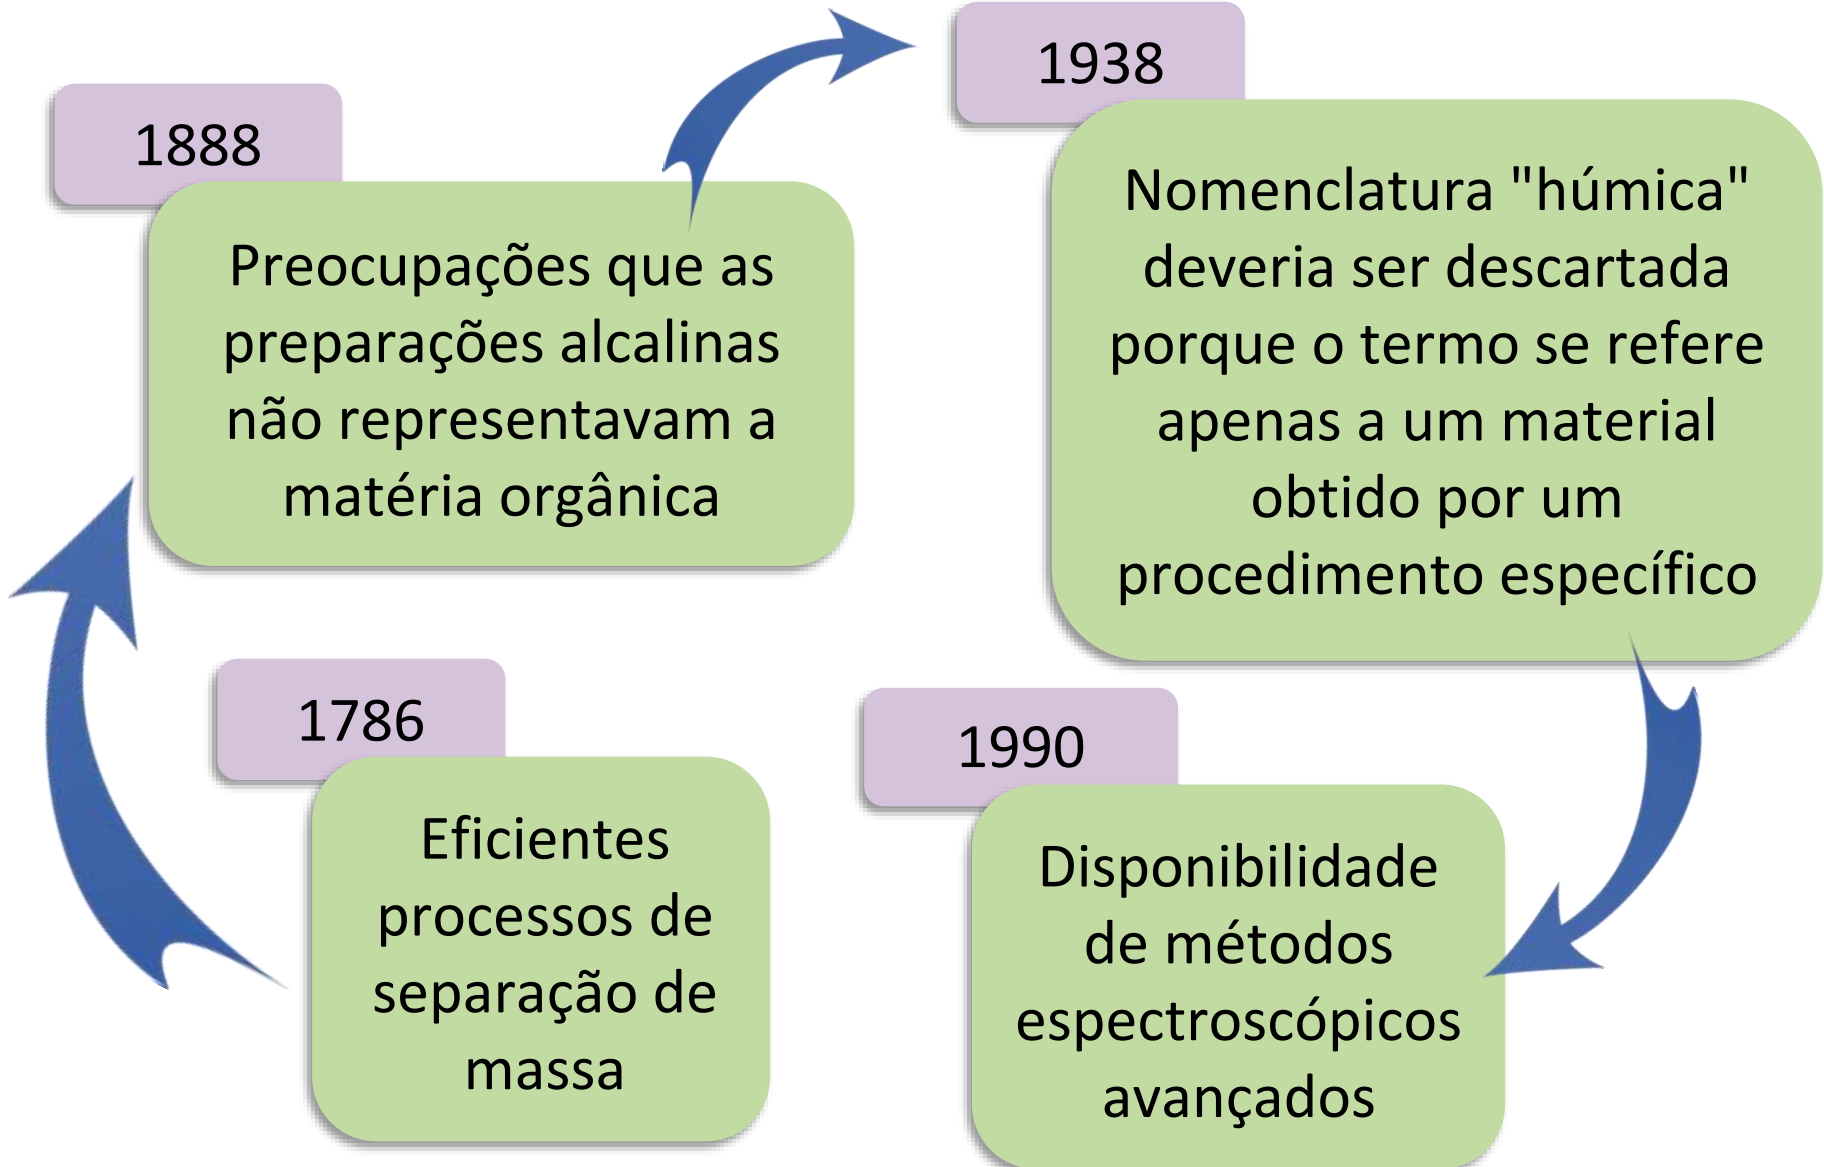 1888
Preocupações que as
preparações alcalinas
não representavam a
matéria orgânica
1938
Nomenclatura "húmica"
deveria ser descartada
porque o termo se refere
apenas a um material
obtido por um
procedimento específico
1786
Eficientes
processos de
separação de
massa
1990
Disponibilidade
de métodos
espectroscópicos
avançados